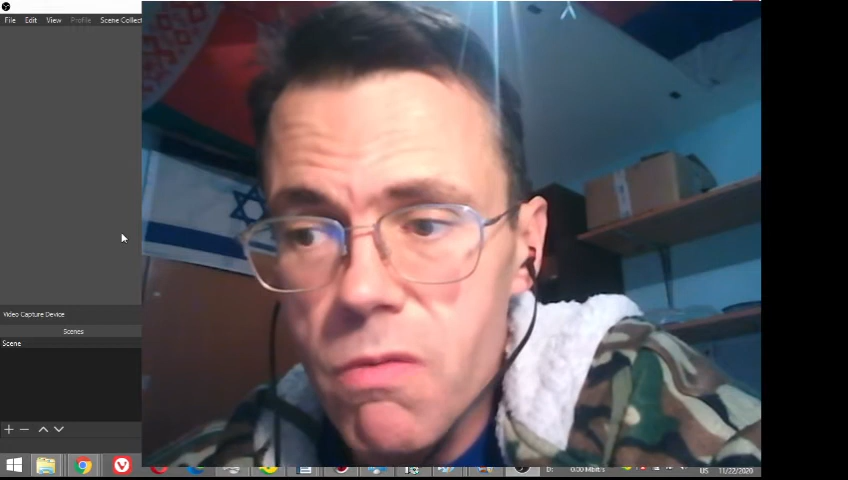 File Edit View Profile Scene Collect
Video Capture Device
Scenes
Scene
D: 0.00 Mbit/s US 11/22/2020